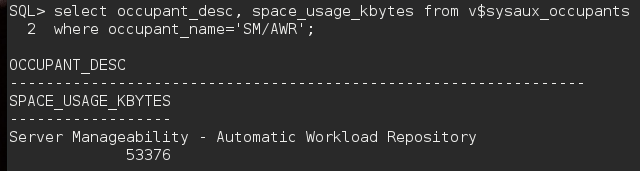 SQL> select occupant_desc, space_usage_kbytes from v$sysaux_occupants
  2  where occupant_name='SM/AWR';

OCCUPANT_DESC
----------------------------------------------------------------
SPACE_USAGE_KBYTES
------------------
Server Manageability - Automatic Workload Repository
             53376